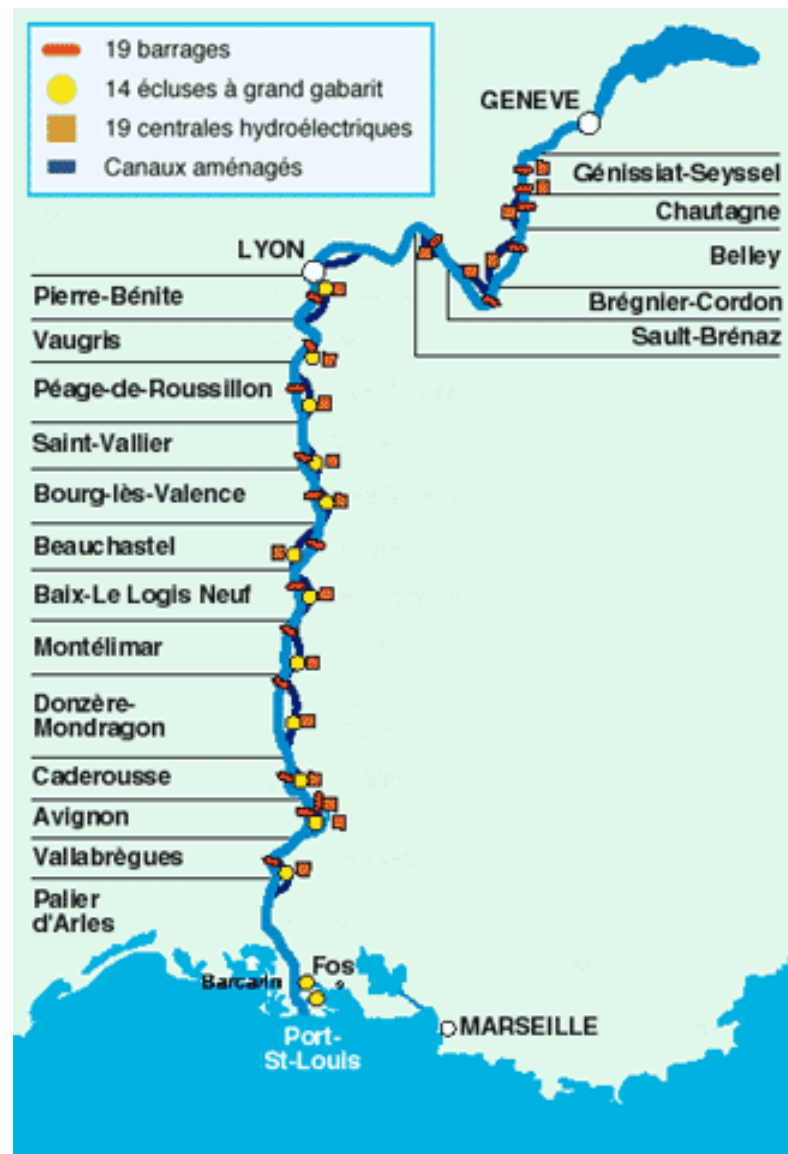 19 barrages
14 écluses à grand gabarit
19 centrales hydroélectriques
Canaux aménagés
GENEVE
Génissiat-Seyssel
Chautagne
Belley
Brégnier-Cordon
Sault-Brénaz
LYON
Pierre-Bénite
Vaugris
Péage-de-Roussillon
Saint-Vallier
Bourg-lès-Valence
Beauchastel
Baix-Le Logis Neuf
Montélimar
Donzère-
Mondragon
Caderousse
Avignon
Vallabrègues
Palier
d'Arles
Barcarin
Fos
Port-
St-Louis
MARSEILLE